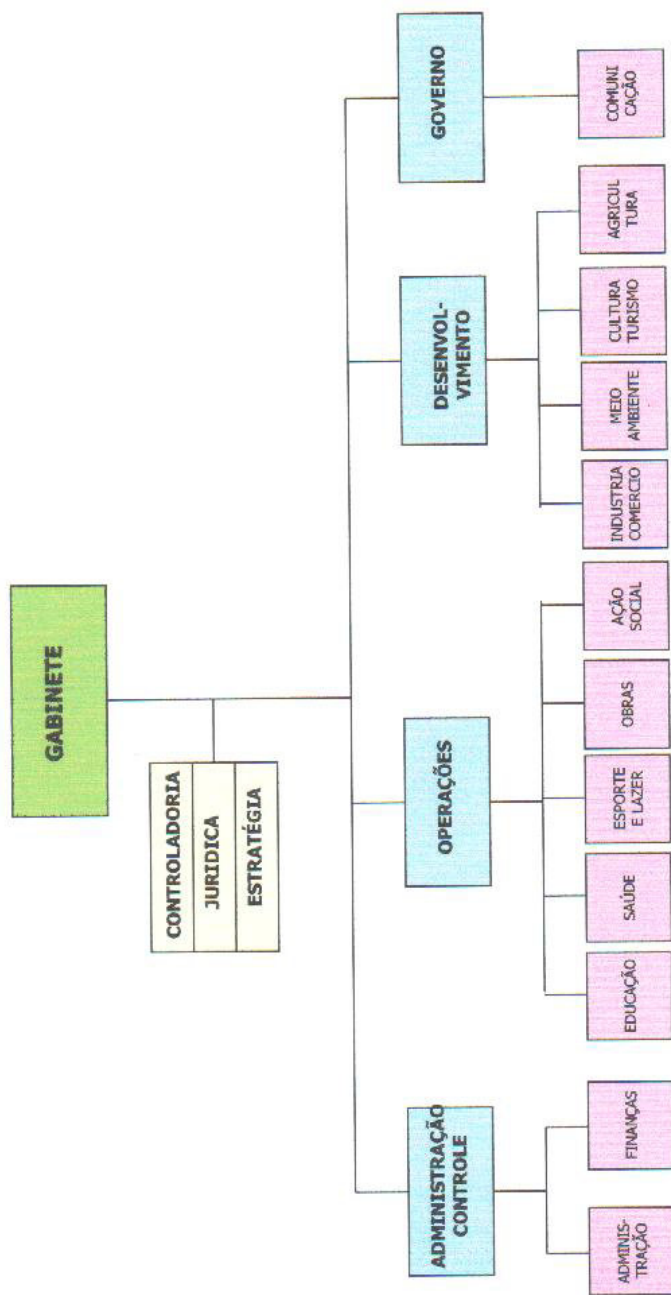 GABINETE
CONTROLADORIA
JURIDICA
ESTRATÉGIA
ADMINISTRAÇÃO
CONTROLE
OPERAÇÕES
DESENVOL-
VIMENTO
GOVERNO
ADMINIS-
TRAÇÃO
FINANÇAS
EDUCAÇÃO
SAÚDE
ESPORTE
E LAZER
OBRAS
AÇÃO
SOCIAL
INDUSTRIA
COMERCIO
MEIO
AMBIENTE
CULTURA
TURISMO
AGRICUL
TURA
COMUNI
CAÇÃO